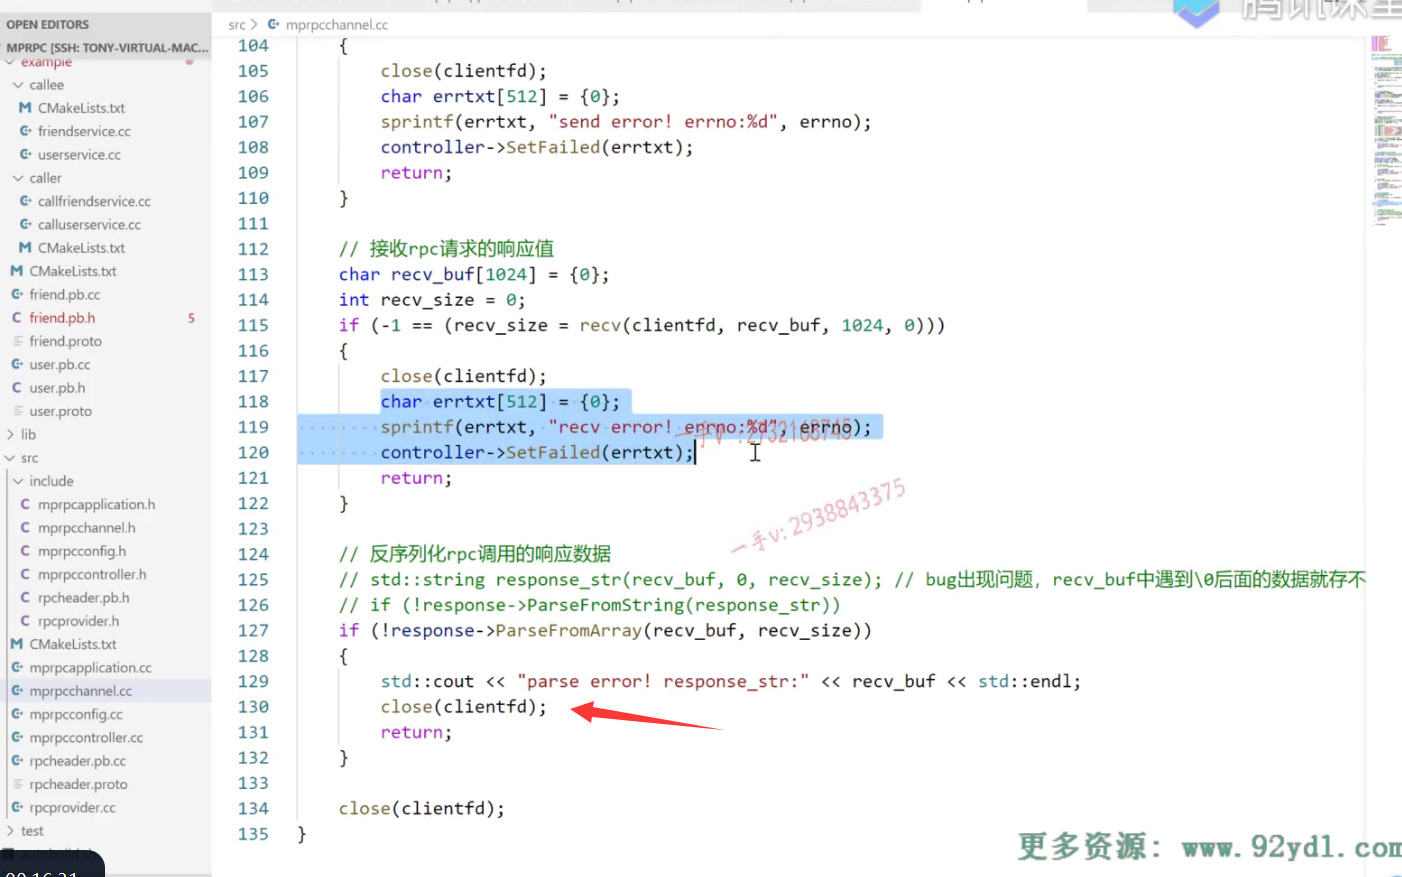 腾讯课堂
OPEN EDITORS
MPRPC [SSH: TONY-VIRTUAL-MAC...
example
callee
CMakeLists.txt
friendservice.cc
userservice.cc
caller
callfriendservice.cc
calluserservice.cc
CMakeLists.txt
CMakeLists.txt
friend.pb.cc
friend.pb.h 5
friend.proto
user.pb.cc
user.pb.h
user.proto
lib
src
include
mprpcapplication.h
mprpcchannel.h
mprpcconfig.h
mprpccontroller.h
rpcheader.pb.h
rpcprovider.h
CMakeLists.txt
mprpcapplication.cc
mprpcchannel.cc
mprpcconfig.cc
mprpccontroller.cc
rpcheader.pb.cc
rpcheader.proto
rpcprovider.cc
test
autobuild.sh
src > mprpcchannel.cc
104 {
105 close(clientfd);
106 char errtxt[512] = {0};
107 sprintf(errtxt, "send error! errno:%d", errno);
108 controller->SetFailed(errtxt);
109 return;
110 }
111
112 // 接收rpc请求的响应值
113 char recv_buf[1024] = {0};
114 int recv_size = 0;
115 if (-1 == (recv_size = recv(clientfd, recv_buf, 1024, 0)))
116 {
117 close(clientfd);
118 char errtxt[512] = {0};
119 sprintf(errtxt, "recv error! errno:%d", errno);
120 controller->SetFailed(errtxt);
121 return;
122 }
123
124 // 反序列化rpc调用的响应数据
125 // std::string response_str(recv_buf, 0, recv_size); // bug出现问题，recv_buf中遇到\0后面的数据就存不
126 // if (!response->ParseFromString(response_str))
127 if (!response->ParseFromArray(recv_buf, recv_size))
128 {
129 std::cout << "parse error! response_str:" << recv_buf << std::endl;
130 close(clientfd);
131 return;
132 }
133
134 close(clientfd);
135 }
一手v:2938843375
更多资源: www.92ydl.com